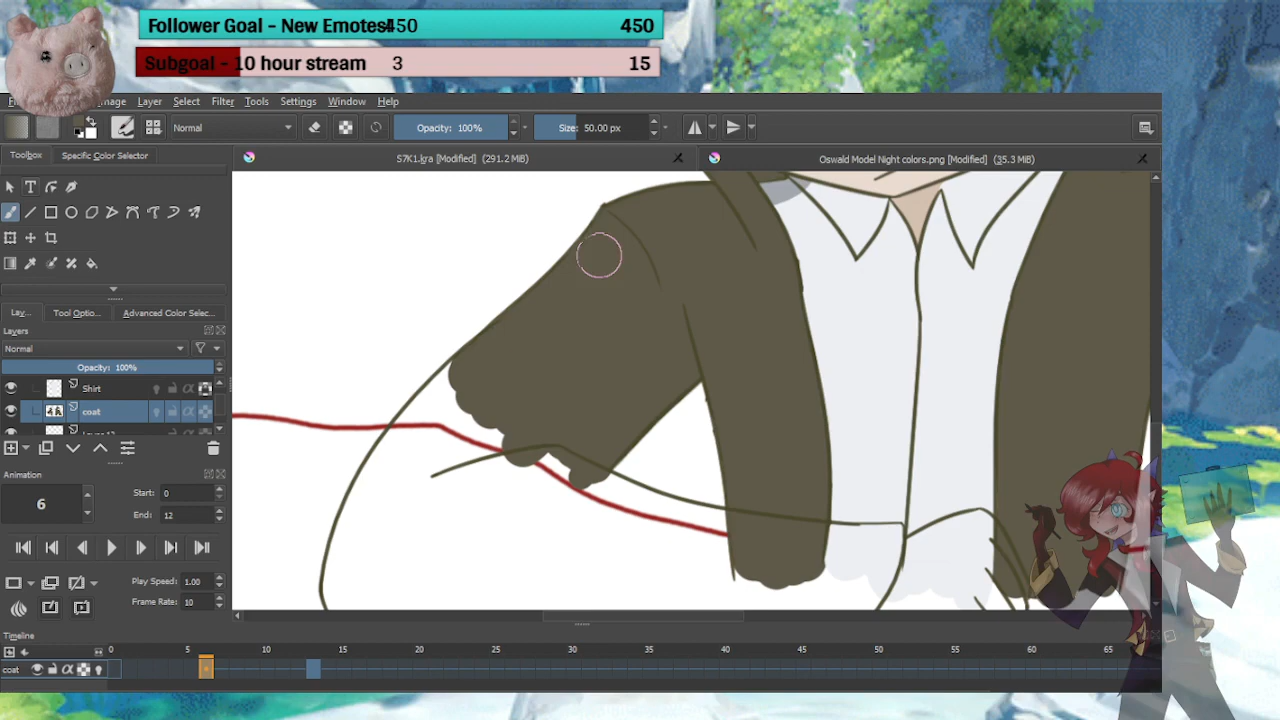 Follower Goal - New Emotes! 450 450
Subgoal - 10 hour stream 3 15
Image Layer Select Filter Tools Settings Window Help
Normal Opacity: 100% Size: 50.00 px
Toolbox Specific Color Selector S7K1.kra [Modified] (291.2 MiB) Oswald Model Night colors.png [Modified] (35.3 MiB)
Lay... Tool Optio... Advanced Color Selec...
Layers
Normal
Opacity: 100%
Shirt
coat
Animation
6 Start: 0
End: 12
Play Speed: 1.00
Frame Rate: 10
Timeline
0 5 10 15 20 25 30 35 40 45 50 55 60 65
coat